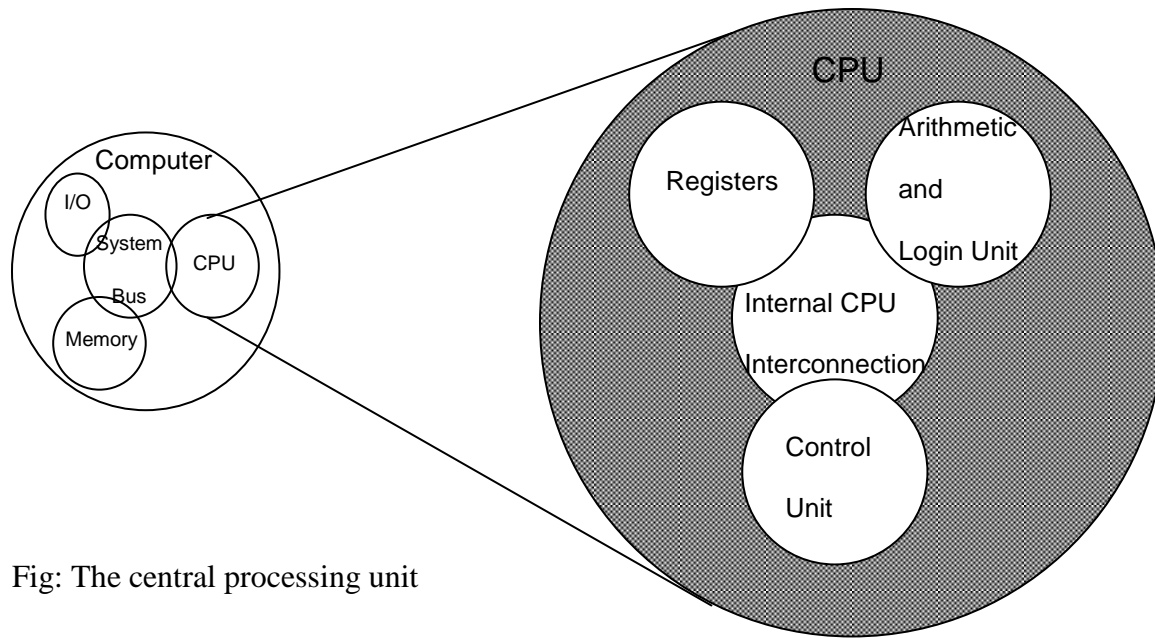 CPU
Computer
I/O
System
Bus
CPU
Memory
Registers
Arithmetic
and
Login Unit
Internal CPU
Interconnection
Control
Unit
Fig: The central processing unit